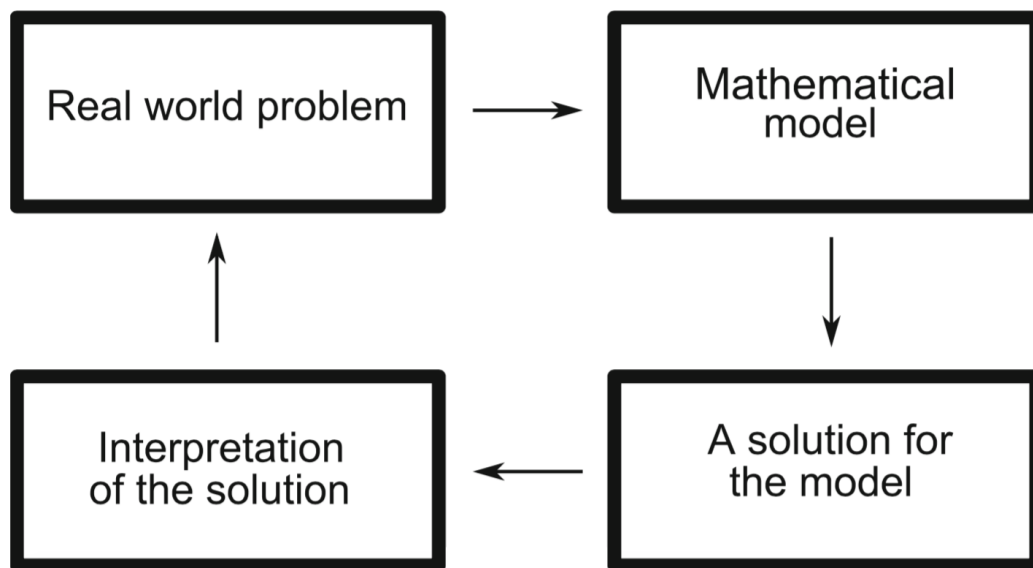 Real world problem
Mathematical
model
Interpretation
of the solution
A solution for
the model